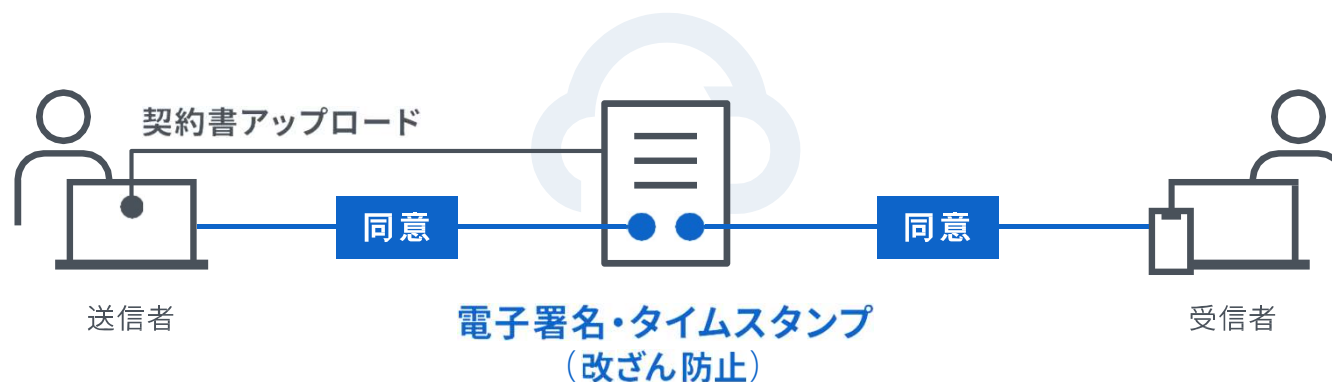 契約書アップロード
同意
同意
送信者
電子署名・タイムスタンプ
（改ざん防止）
受信者